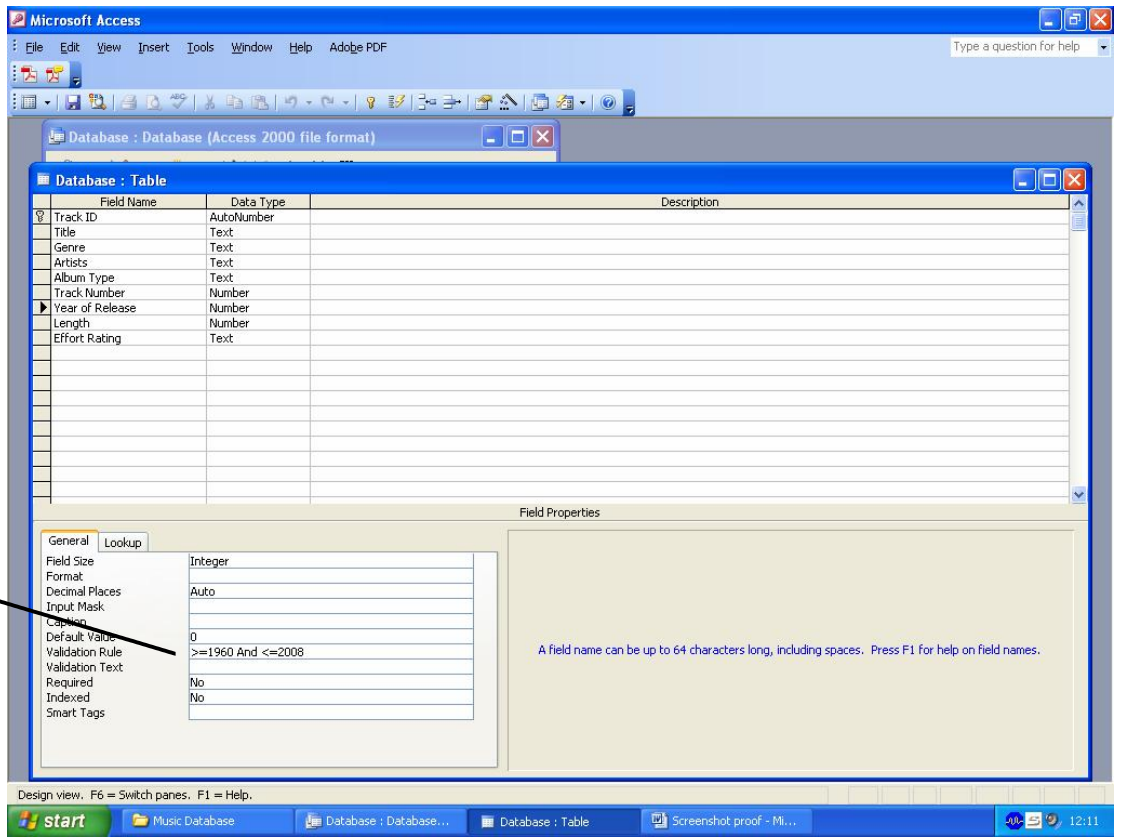 Microsoft Access
File Edit View Insert Tools Window Help Adobe PDF Type a question for help
Database : Database (Access 2000 file format)
Database : Table
Field Name Data Type Description
Track ID AutoNumber
Title Text
Genre Text
Artists Text
Album Type Text
Track Number Number
Year of Release Number
Length Number
Effort Rating Text
Field Properties
General Lookup
Field Size Integer
Format
Decimal Places Auto
Input Mask
Caption
Default Value 0
Validation Rule >=1960 And <=2008
Validation Text
Required No
Indexed No
Smart Tags
A field name can be up to 64 characters long, including spaces. Press F1 for help on field names.
Design view. F6 = Switch panes. F1 = Help.
start Music Database Database : Database... Database : Table Screenshot proof - Mi... 12:11